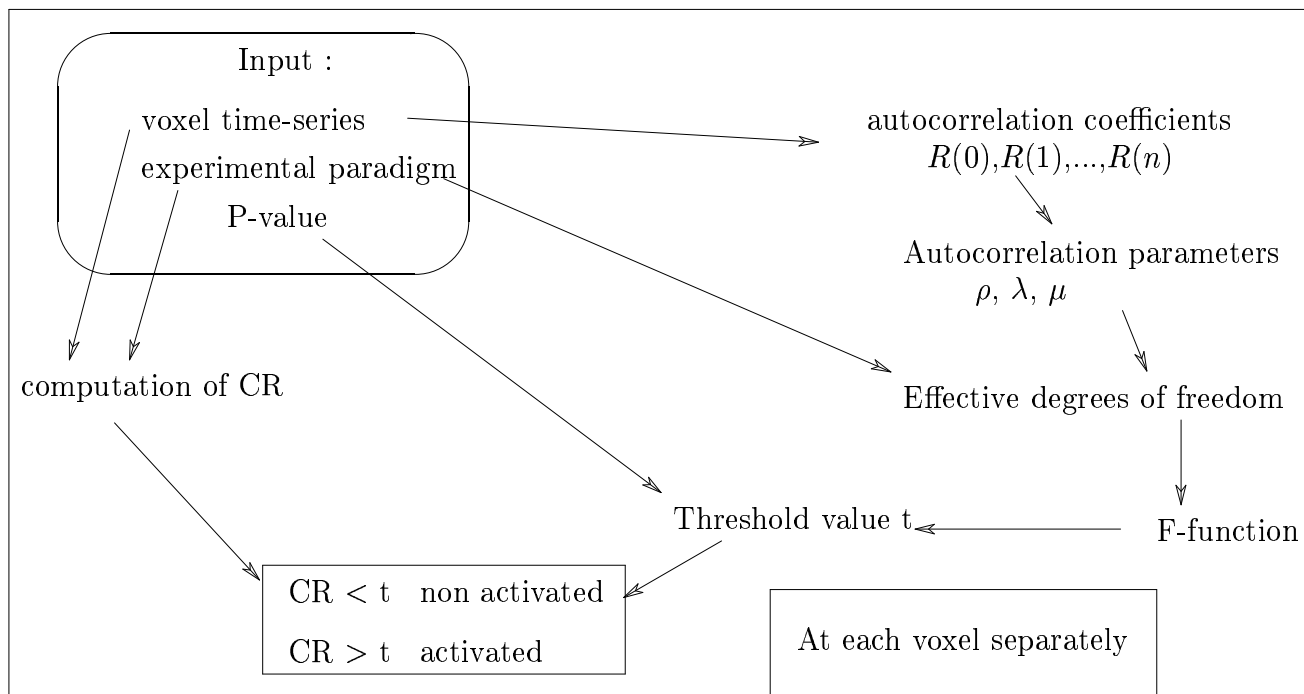 Input :
voxel time-series
experimental paradigm
P-value
autocorrelation coefficients
R(0),R(1),...,R(n)
Autocorrelation parameters
ρ, λ, μ
computation of CR
Effective degrees of freedom
Threshold value t
F-function
CR < t non activated
CR > t activated
At each voxel separately